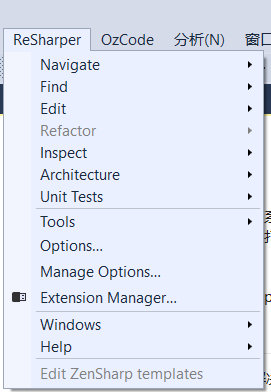 ReSharper OzCode 分析(N) 窗口
Navigate
Find
Edit
Refactor
Inspect
Architecture
Unit Tests
Tools
Options...
Manage Options...
Extension Manager...
Windows
Help
Edit ZenSharp templates